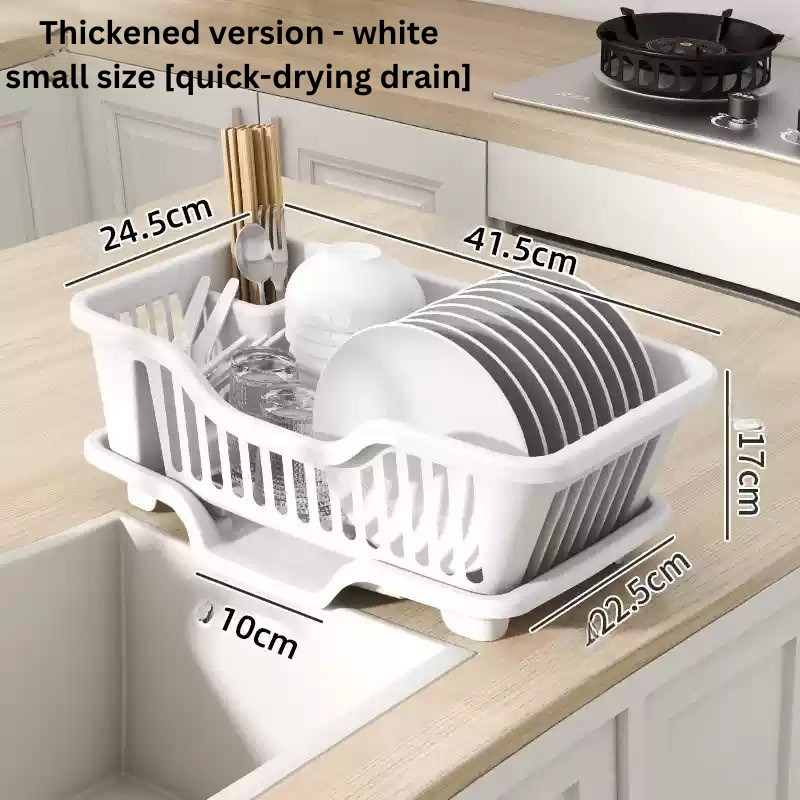 Thickened version - white
small size [quick-drying drain]
24.5cm
41.5cm
17cm
22.5cm
10cm